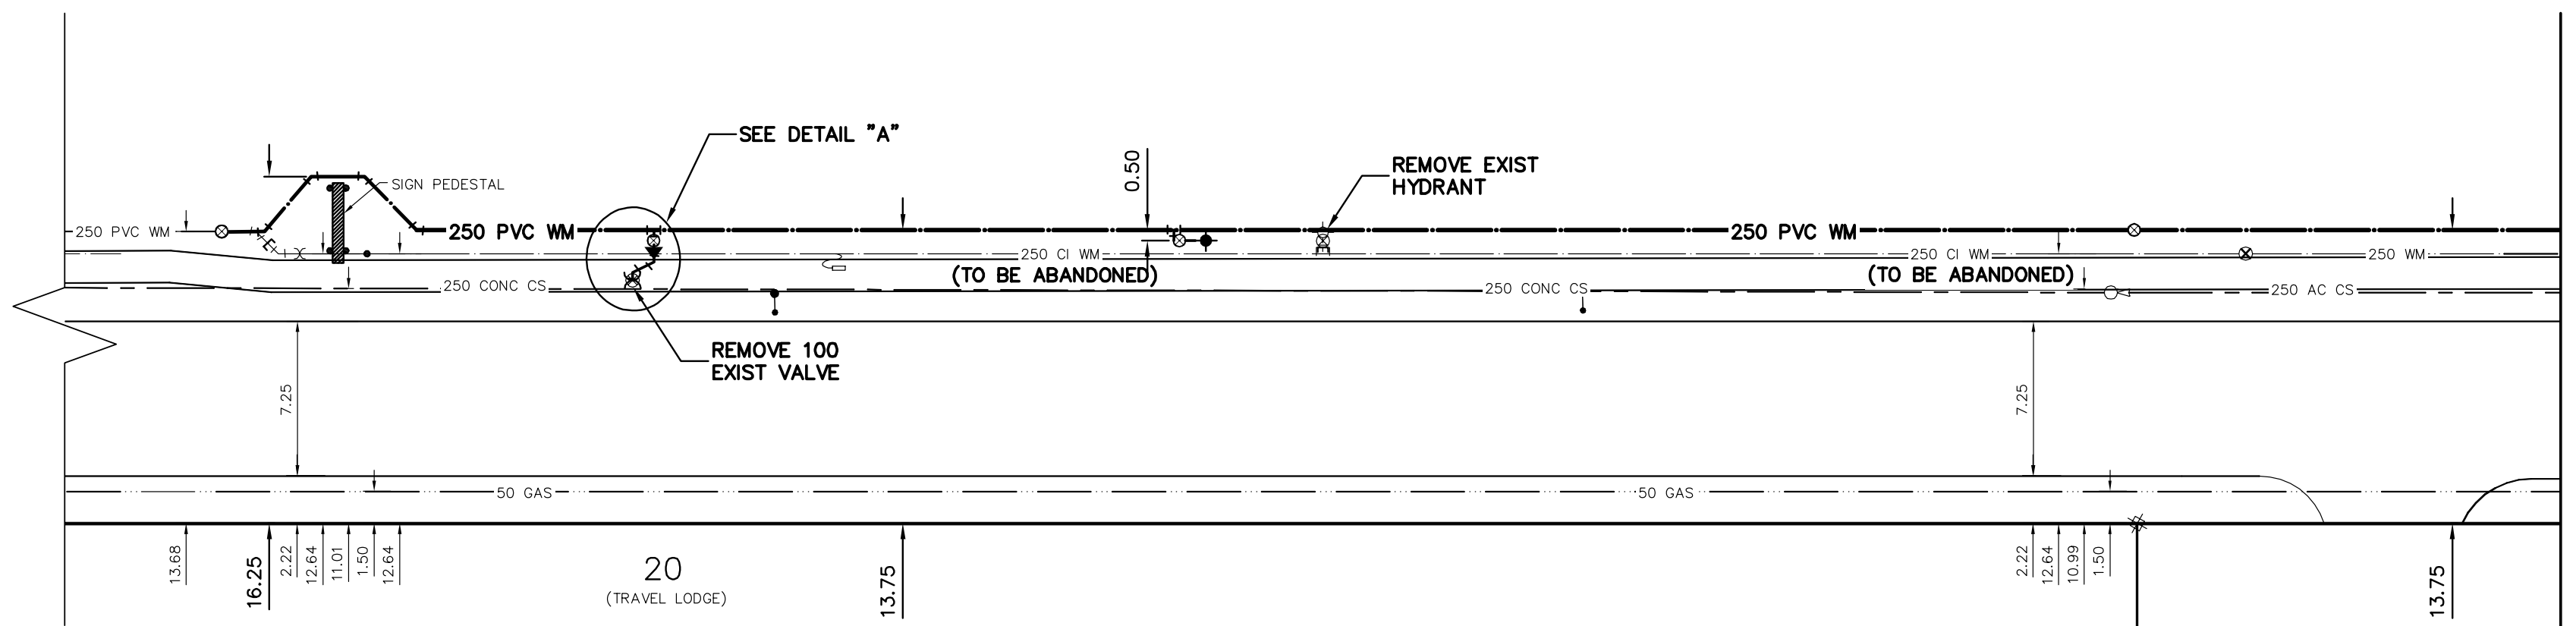 SEE DETAIL "A"
0.50
REMOVE EXIST
HYDRANT
SIGN PEDESTAL
250 PVC WM
250 PVC WM
250 PVC WM
250 CI WM
250 CI WM
250 WM
(TO BE ABANDONED)
(TO BE ABANDONED)
250 CONC CS
250 CONC CS
250 AC CS
REMOVE 100
EXIST VALVE
7.25
7.25
50 GAS
50 GAS
13.68
16.25
2.22
12.64
11.01
1.50
12.64
20
(TRAVEL LODGE)
13.75
2.22
12.64
10.99
1.50
13.75